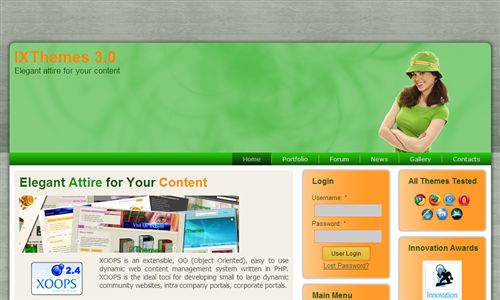 IXThemes 3.0
Elegant attire for your content
Home
Portfolio
Forum
News
Gallery
Contacts
Elegant Attire for Your Content
XOOPS is an extensible, OO (Object Oriented), easy to
use dynamic web content management system written in PHP.
XOOPS is the ideal tool for developing small to large dynamic
community websites, intra company portals, corporate portals.
2.4
XOOPS
Login
Username: *
Password: *
User Login
Lost Password?
Main Menu
All Themes Tested
Innovation Awards
Innovation